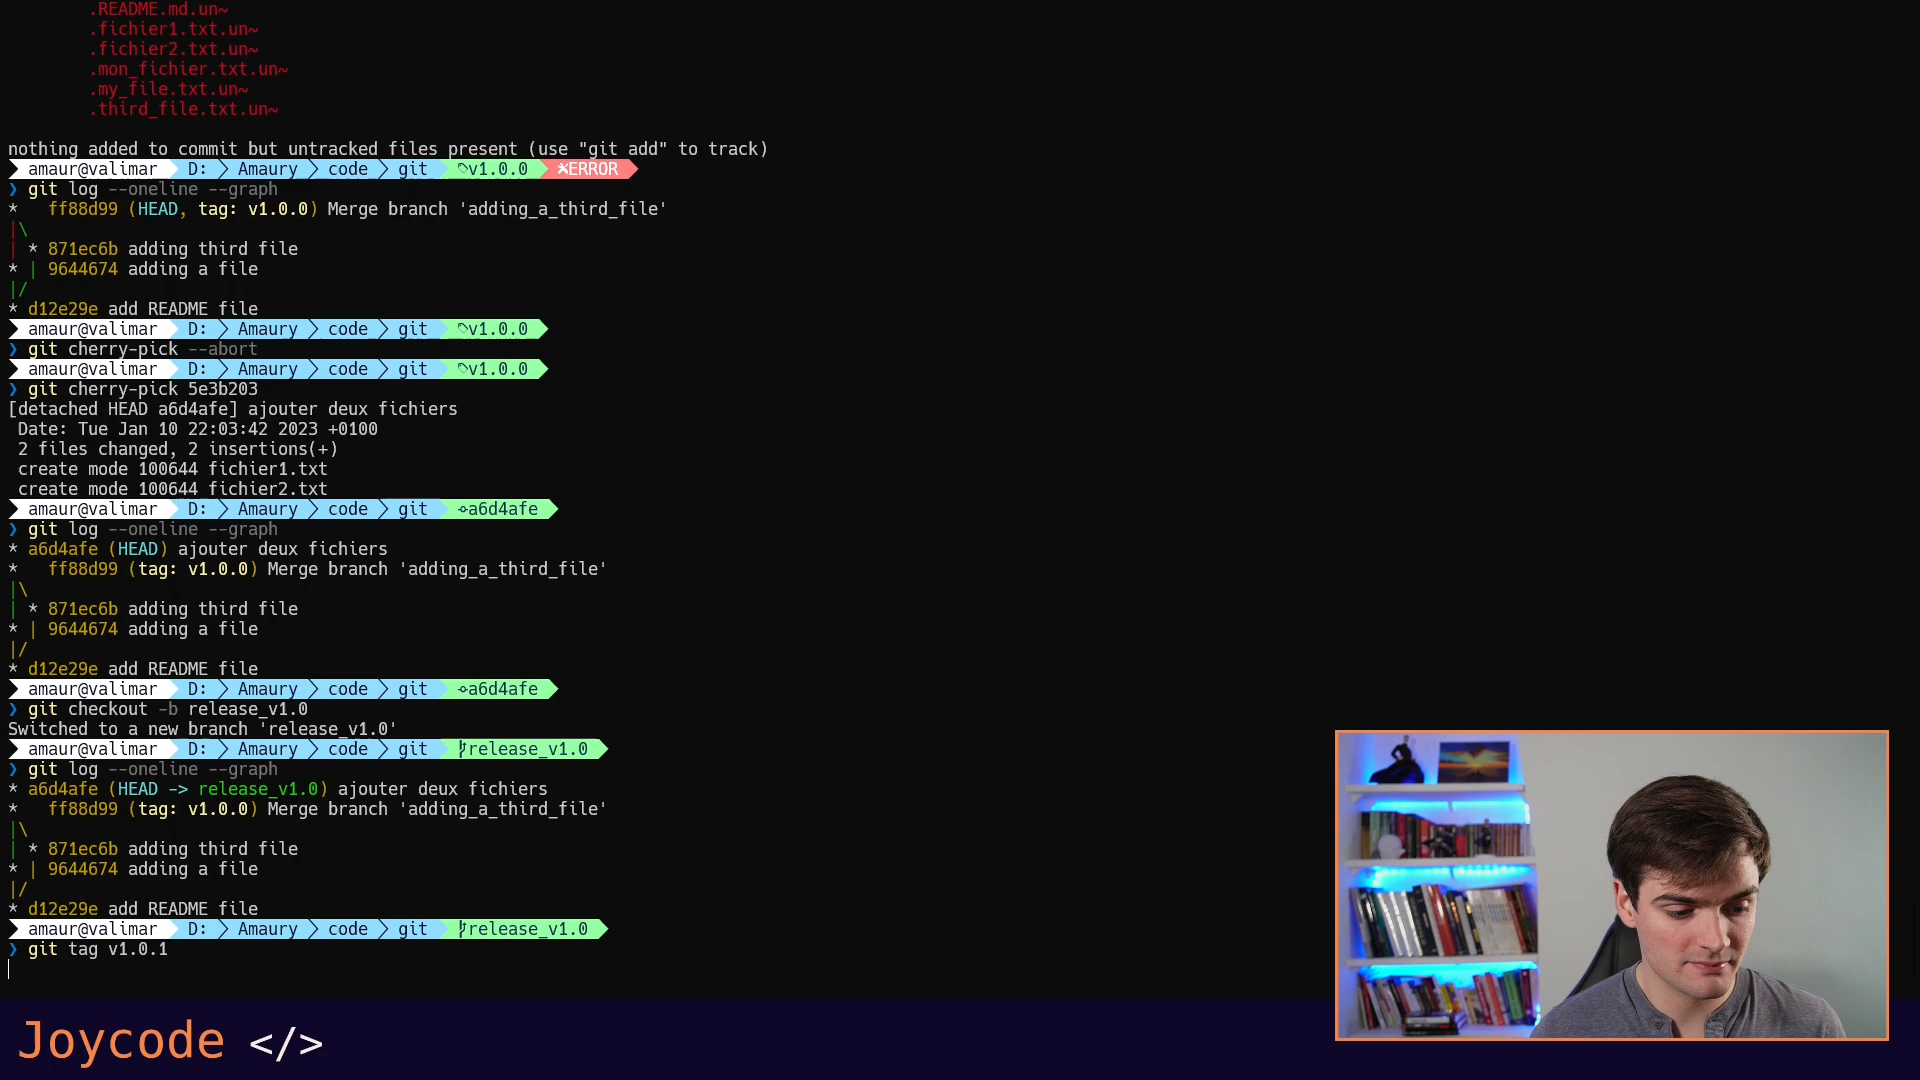 .README.md.un~
.fichier1.txt.un~
.fichier2.txt.un~
.mon_fichier.txt.un~
.my_file.txt.un~
.third_file.txt.un~
nothing added to commit but untracked files present (use "git add" to track)
amaur@valimar D: Amaury code git v1.0.0 ERROR
❯ git log --oneline --graph
*   ff88d99 (HEAD, tag: v1.0.0) Merge branch 'adding_a_third_file'
|\
| * 871ec6b adding third file
* | 9644674 adding a file
|/
* d12e29e add README file
amaur@valimar D: Amaury code git v1.0.0
❯ git cherry-pick --abort
amaur@valimar D: Amaury code git v1.0.0
❯ git cherry-pick 5e3b203
[detached HEAD a6d4afe] ajouter deux fichiers
Date: Tue Jan 10 22:03:42 2023 +0100
2 files changed, 2 insertions(+)
create mode 100644 fichier1.txt
create mode 100644 fichier2.txt
amaur@valimar D: Amaury code git a6d4afe
❯ git log --oneline --graph
* a6d4afe (HEAD) ajouter deux fichiers
*   ff88d99 (tag: v1.0.0) Merge branch 'adding_a_third_file'
|\
| * 871ec6b adding third file
* | 9644674 adding a file
|/
* d12e29e add README file
amaur@valimar D: Amaury code git a6d4afe
❯ git checkout -b release_v1.0
Switched to a new branch 'release_v1.0'
amaur@valimar D: Amaury code git release_v1.0
❯ git log --oneline --graph
* a6d4afe (HEAD -> release_v1.0) ajouter deux fichiers
*   ff88d99 (tag: v1.0.0) Merge branch 'adding_a_third_file'
|\
| * 871ec6b adding third file
* | 9644674 adding a file
|/
* d12e29e add README file
amaur@valimar D: Amaury code git release_v1.0
❯ git tag v1.0.1
Joycode </>